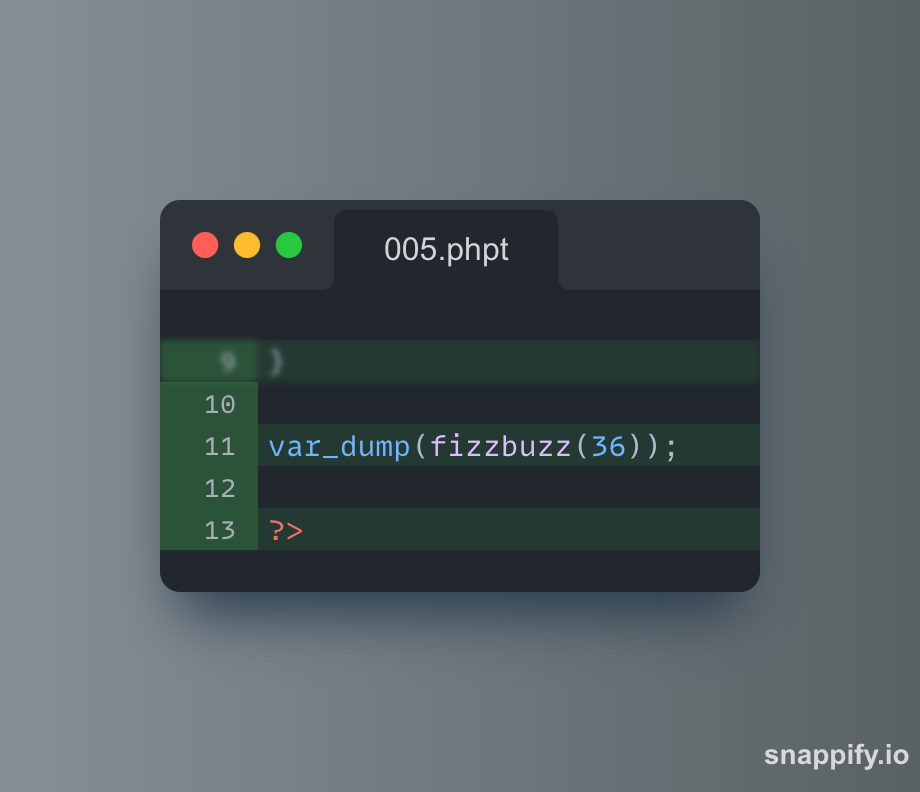 005.phpt
9 }
10
11 var_dump(fizzbuzz(36));
12
13 ?>
snappify.io